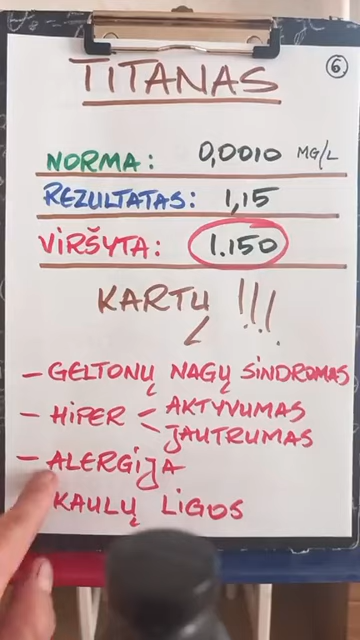 6
TITANAS
NORMA: 0,0010 MG/L
REZULTATAS: 1,15
VIRŠYTA: 1.150
KARTŲ !!!
- GELTONŲ NAGŲ SINDROMAS
- HIPER - AKTYVUMAS
- JAUTRUMAS
- ALERGIJA
KAULŲ LIGOS